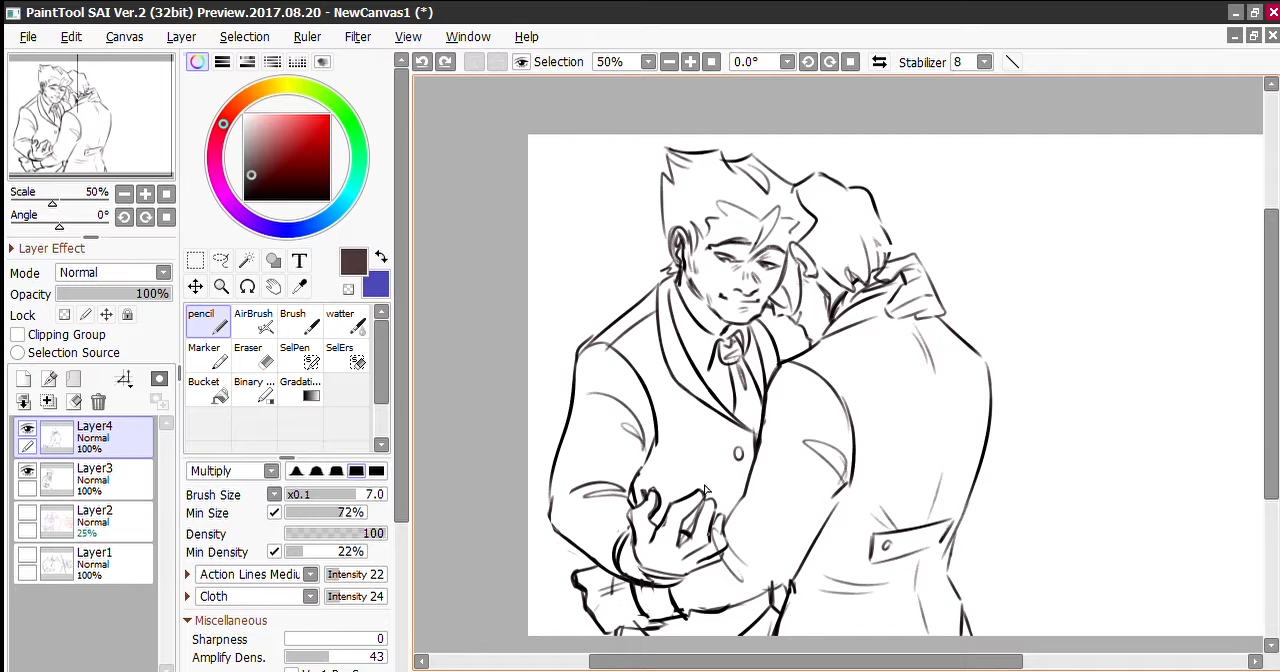 PaintTool SAI Ver.2 (32bit) Preview.2017.08.20 - NewCanvas1 (*)
File Edit Canvas Layer Selection Ruler Filter View Window Help
Selection 50% 0.0° Stabilizer 8
Scale 50%
Angle 0°
Layer Effect
Mode Normal
Opacity 100%
Lock
Clipping Group
Selection Source
Layer4
Normal
100%
Layer3
Normal
100%
Layer2
Normal
25%
Layer1
Normal
100%
T
pencil AirBrush Brush watter
Marker Eraser SelPen SelErs
Bucket Binary ... Gradati...
Multiply
Brush Size x0.1 7.0
Min Size 72%
Density 100
Min Density 22%
Action Lines Mediu Intensity 22
Cloth Intensity 24
Miscellaneous
Sharpness 0
Amplify Dens. 43